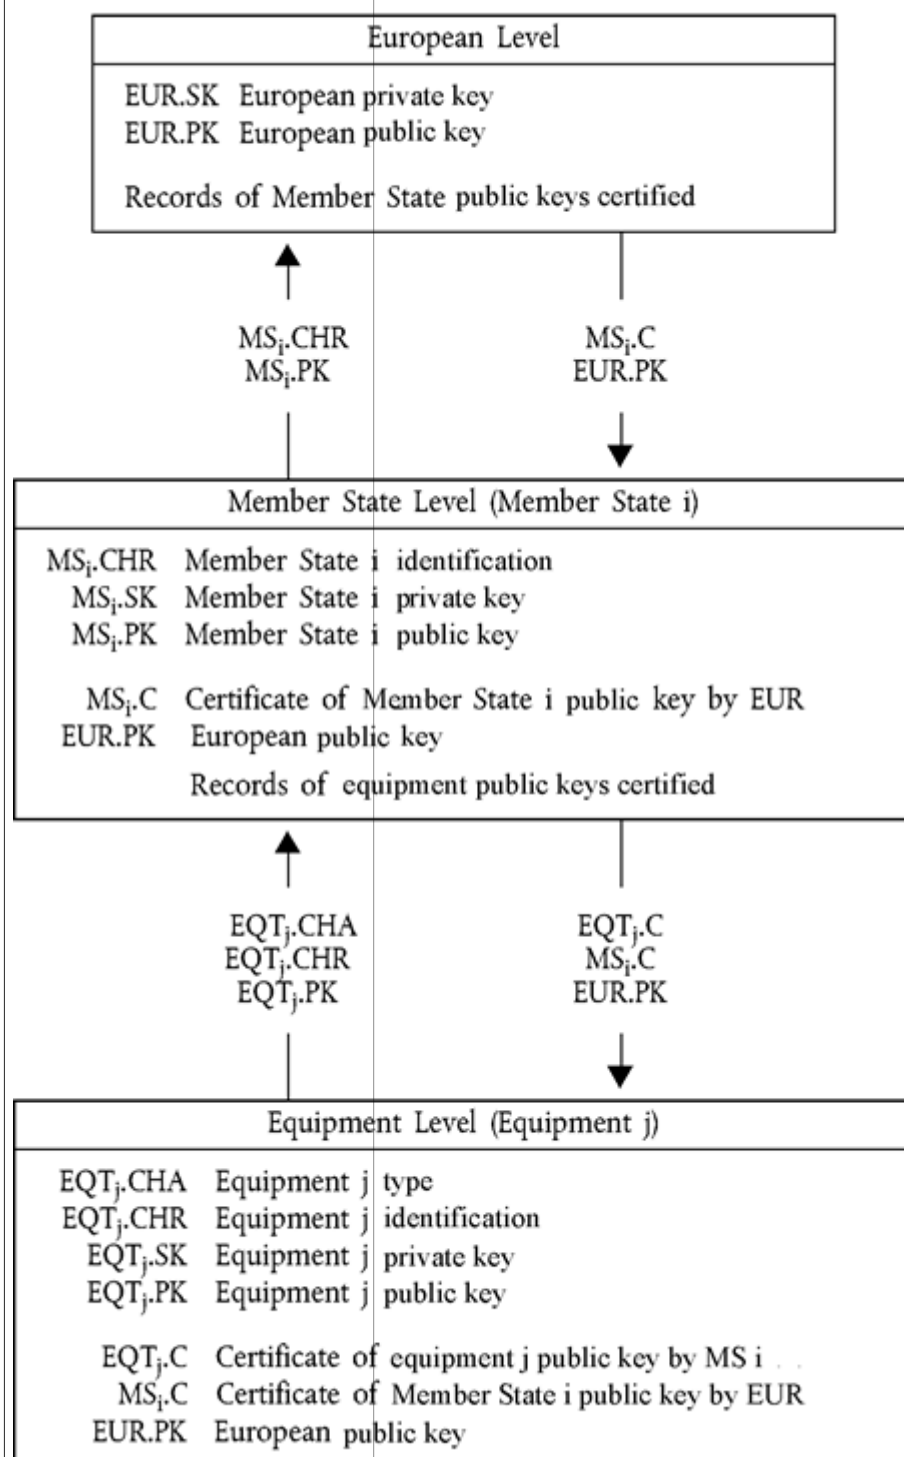 European Level
EUR.SK European private key
EUR.PK European public key
Records of Member State public keys certified
MSi.CHR
MSi.PK
MSi.C
EUR.PK
Member State Level (Member State i)
MSi.CHR Member State i identification
MSi.SK Member State i private key
MSi.PK Member State i public key
MSi.C Certificate of Member State i public key by EUR
EUR.PK European public key
Records of equipment public keys certified
EQTj.CHA
EQTj.CHR
EQTj.PK
EQTj.C
MSi.C
EUR.PK
Equipment Level (Equipment j)
EQTj.CHA Equipment j type
EQTj.CHR Equipment j identification
EQTj.SK Equipment j private key
EQTj.PK Equipment j public key
EQTj.C Certificate of equipment j public key by MS i
MSi.C Certificate of Member State i public key by EUR
EUR.PK European public key